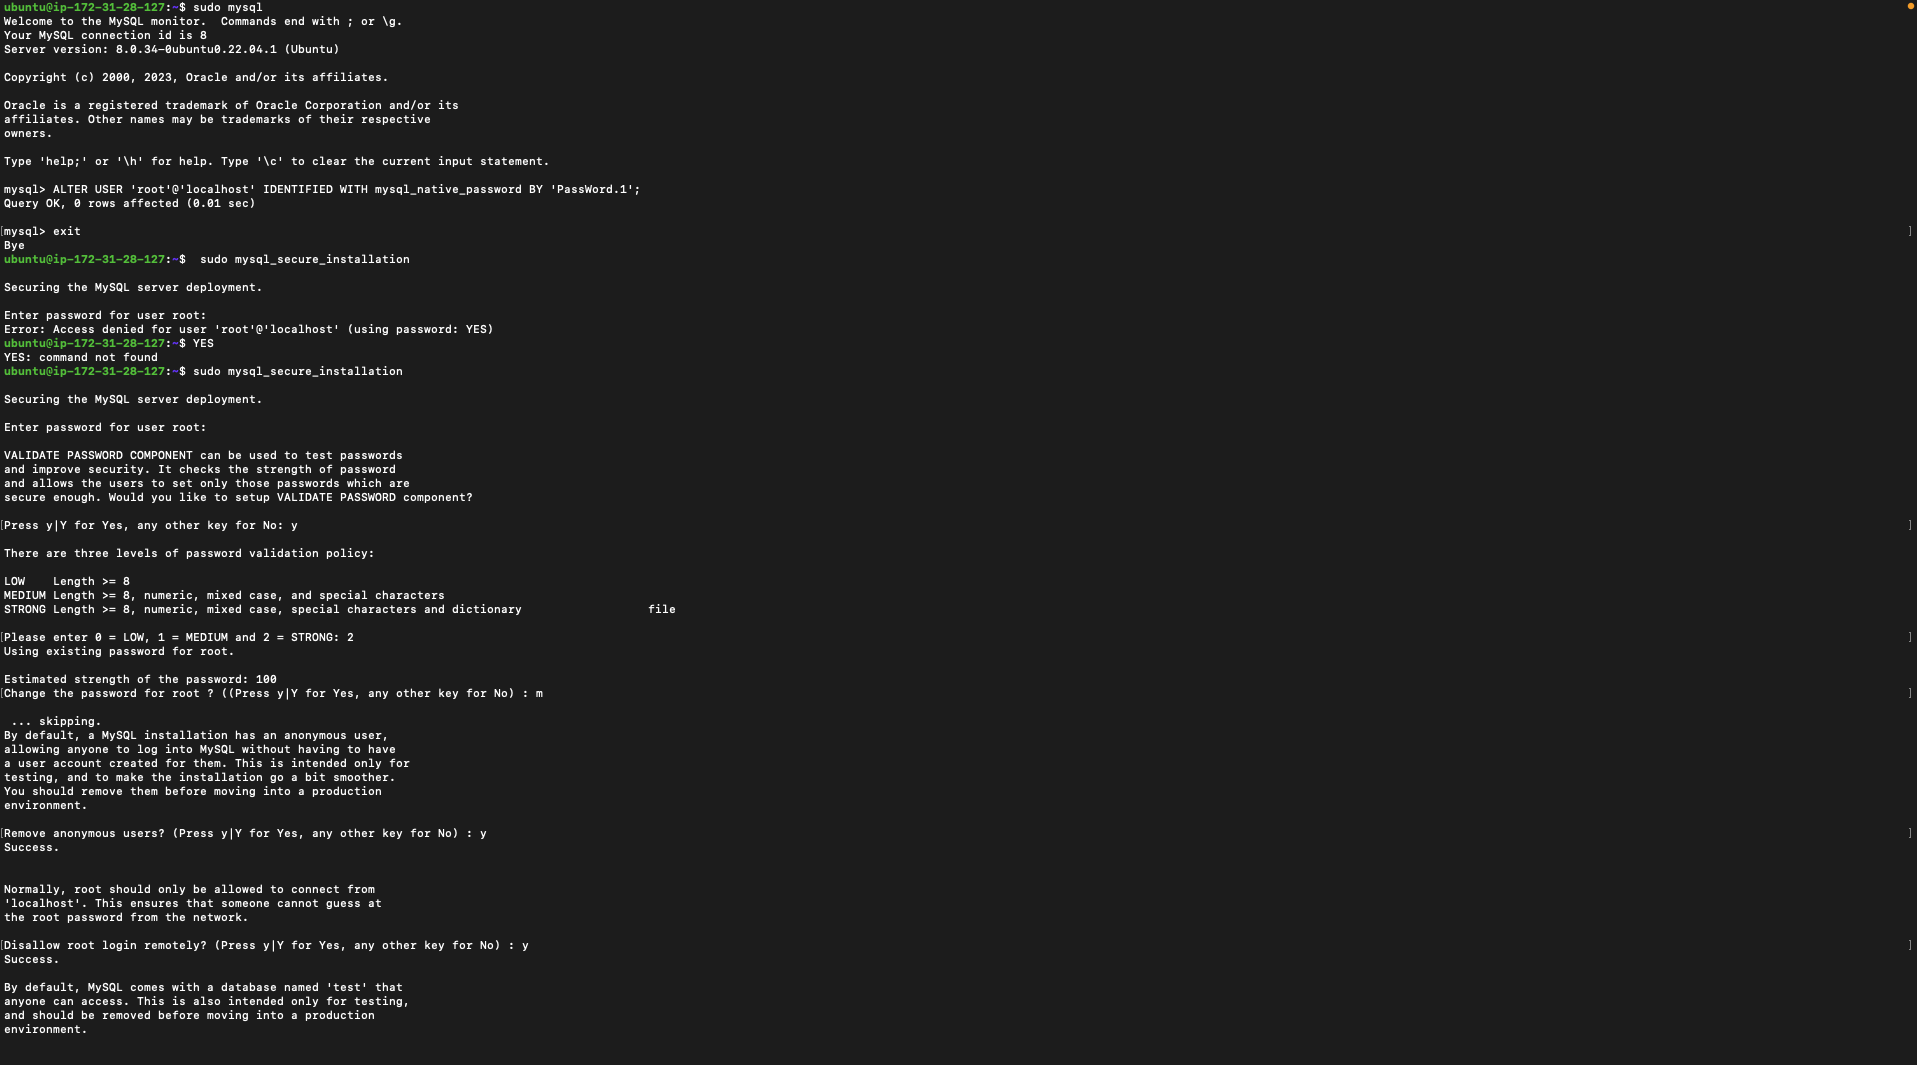 ubuntu@ip-172-31-28-127:~$ sudo mysql
Welcome to the MySQL monitor.  Commands end with ; or \g.
Your MySQL connection id is 8
Server version: 8.0.34-0ubuntu0.22.04.1 (Ubuntu)

Copyright (c) 2000, 2023, Oracle and/or its affiliates.

Oracle is a registered trademark of Oracle Corporation and/or its
affiliates. Other names may be trademarks of their respective
owners.

Type 'help;' or '\h' for help. Type '\c' to clear the current input statement.

mysql> ALTER USER 'root'@'localhost' IDENTIFIED WITH mysql_native_password BY 'PassWord.1';
Query OK, 0 rows affected (0.01 sec)

[mysql> exit ]
Bye
ubuntu@ip-172-31-28-127:~$  sudo mysql_secure_installation

Securing the MySQL server deployment.

Enter password for user root:
Error: Access denied for user 'root'@'localhost' (using password: YES)
ubuntu@ip-172-31-28-127:~$ YES
YES: command not found
ubuntu@ip-172-31-28-127:~$ sudo mysql_secure_installation

Securing the MySQL server deployment.

Enter password for user root:

VALIDATE PASSWORD COMPONENT can be used to test passwords
and improve security. It checks the strength of password
and allows the users to set only those passwords which are
secure enough. Would you like to setup VALIDATE PASSWORD component?

[Press y|Y for Yes, any other key for No: y ]

There are three levels of password validation policy:

LOW    Length >= 8
MEDIUM Length >= 8, numeric, mixed case, and special characters
STRONG Length >= 8, numeric, mixed case, special characters and dictionary                  file

[Please enter 0 = LOW, 1 = MEDIUM and 2 = STRONG: 2 ]
Using existing password for root.

Estimated strength of the password: 100
[Change the password for root ? ((Press y|Y for Yes, any other key for No) : m ]

 ... skipping.
By default, a MySQL installation has an anonymous user,
allowing anyone to log into MySQL without having to have
a user account created for them. This is intended only for
testing, and to make the installation go a bit smoother.
You should remove them before moving into a production
environment.

[Remove anonymous users? (Press y|Y for Yes, any other key for No) : y ]
Success.


Normally, root should only be allowed to connect from
'localhost'. This ensures that someone cannot guess at
the root password from the network.

[Disallow root login remotely? (Press y|Y for Yes, any other key for No) : y ]
Success.

By default, MySQL comes with a database named 'test' that
anyone can access. This is also intended only for testing,
and should be removed before moving into a production
environment.